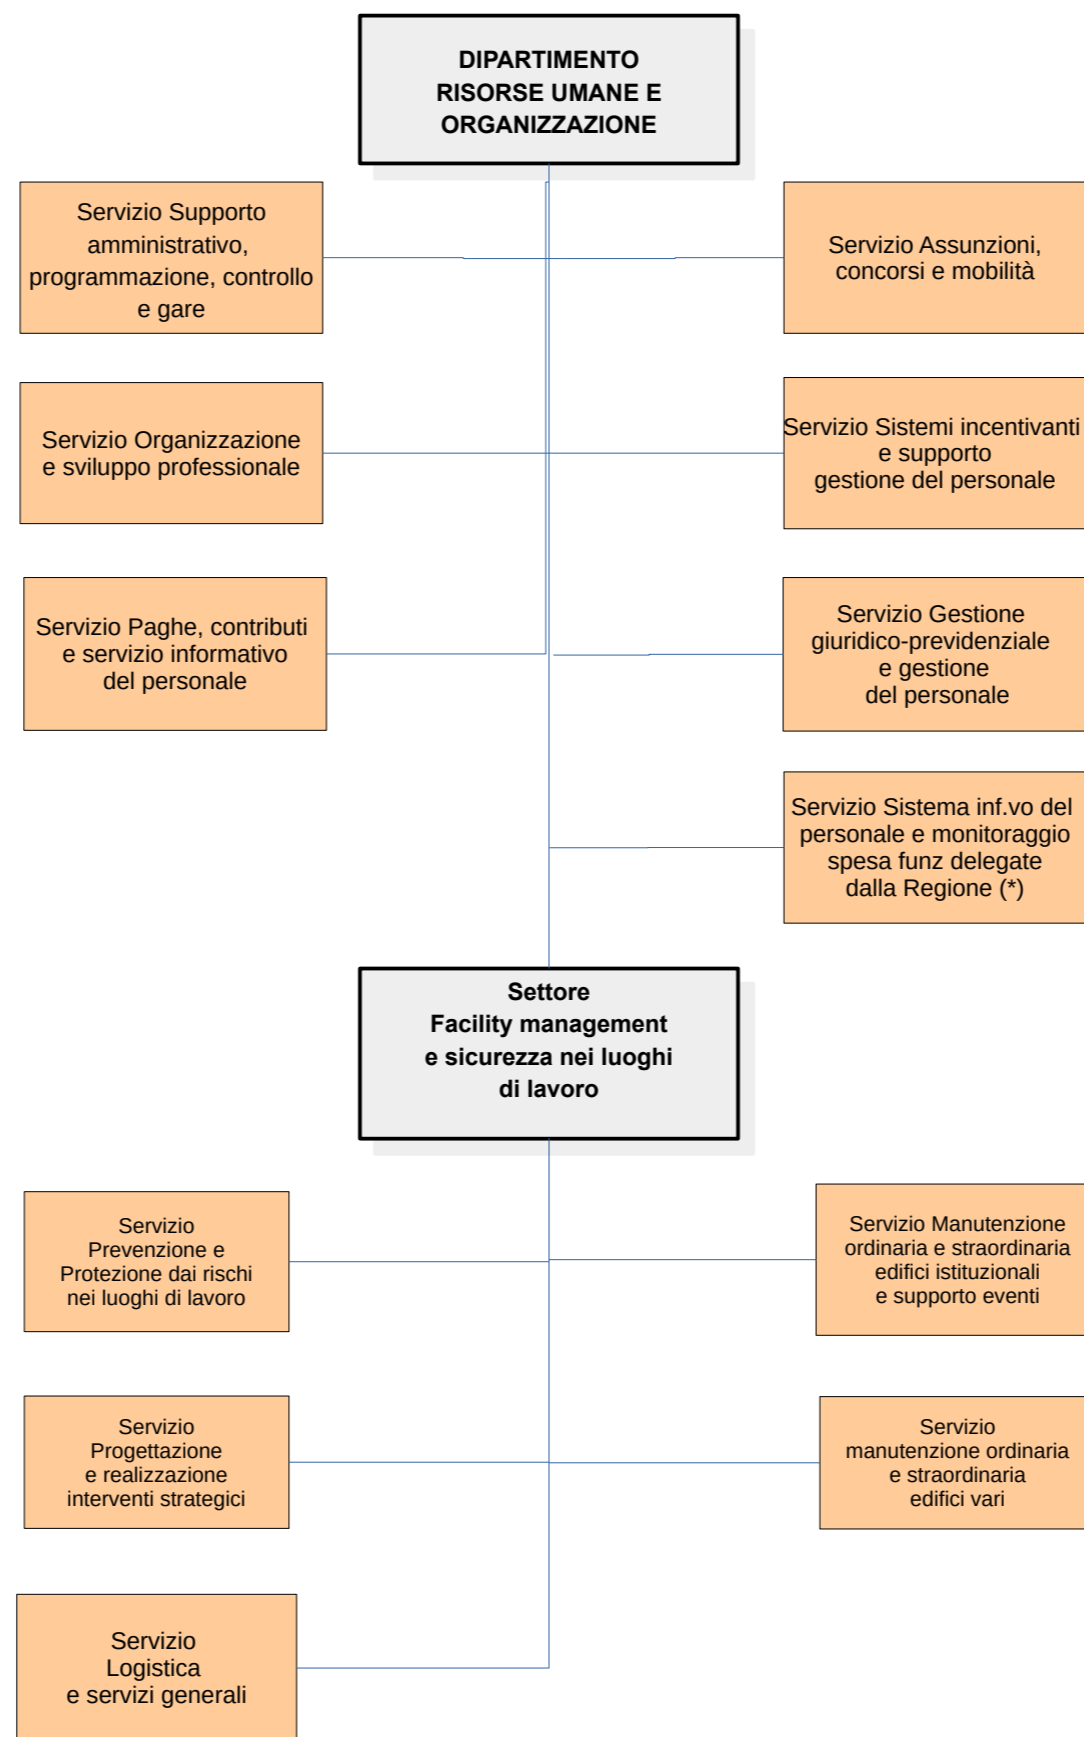 DIPARTIMENTO
RISORSE UMANE E
ORGANIZZAZIONE
Servizio Supporto
amministrativo,
programmazione, controllo
e gare
Servizio Assunzioni,
concorsi e mobilità
Servizio Organizzazione
e sviluppo professionale
Servizio Sistemi incentivanti
e supporto
gestione del personale
Servizio Paghe, contributi
e servizio informativo
del personale
Servizio Gestione
giuridico-previdenziale
e gestione
del personale
Servizio Sistema inf.vo del
personale e monitoraggio
spesa funz delegate
dalla Regione (*)
Settore
Facility management
e sicurezza nei luoghi
di lavoro
Servizio
Prevenzione e
Protezione dai rischi
nei luoghi di lavoro
Servizio Manutenzione
ordinaria e straordinaria
edifici istituzionali
e supporto eventi
Servizio
Progettazione
e realizzazione
interventi strategici
Servizio
manutenzione ordinaria
e straordinaria
edifici vari
Servizio
Logistica
e servizi generali